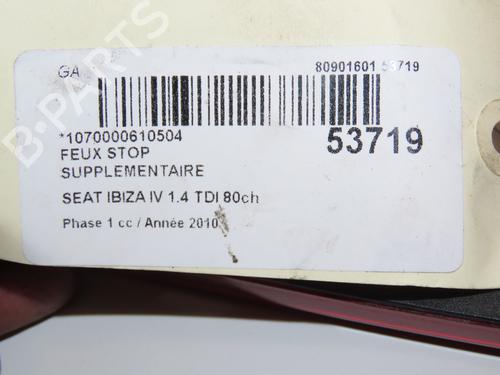 GA
80901601 53719
*1070000610504
53719
FEUX STOP
SUPPLEMENTAIRE
SEAT IBIZA IV 1.4 TDI 80ch
Phase 1 cc / Année 2010
B-PARTS